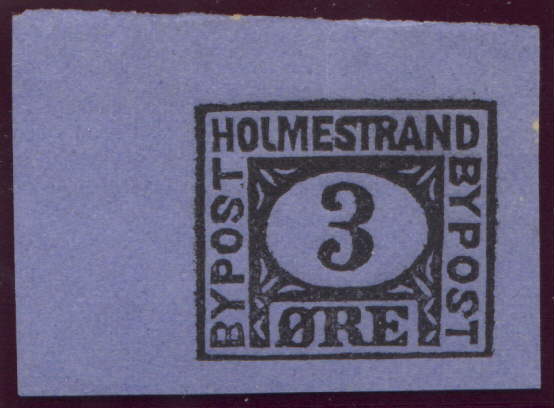 HOLMESTRAND
BYPOST
3
BYPOST
ØRE